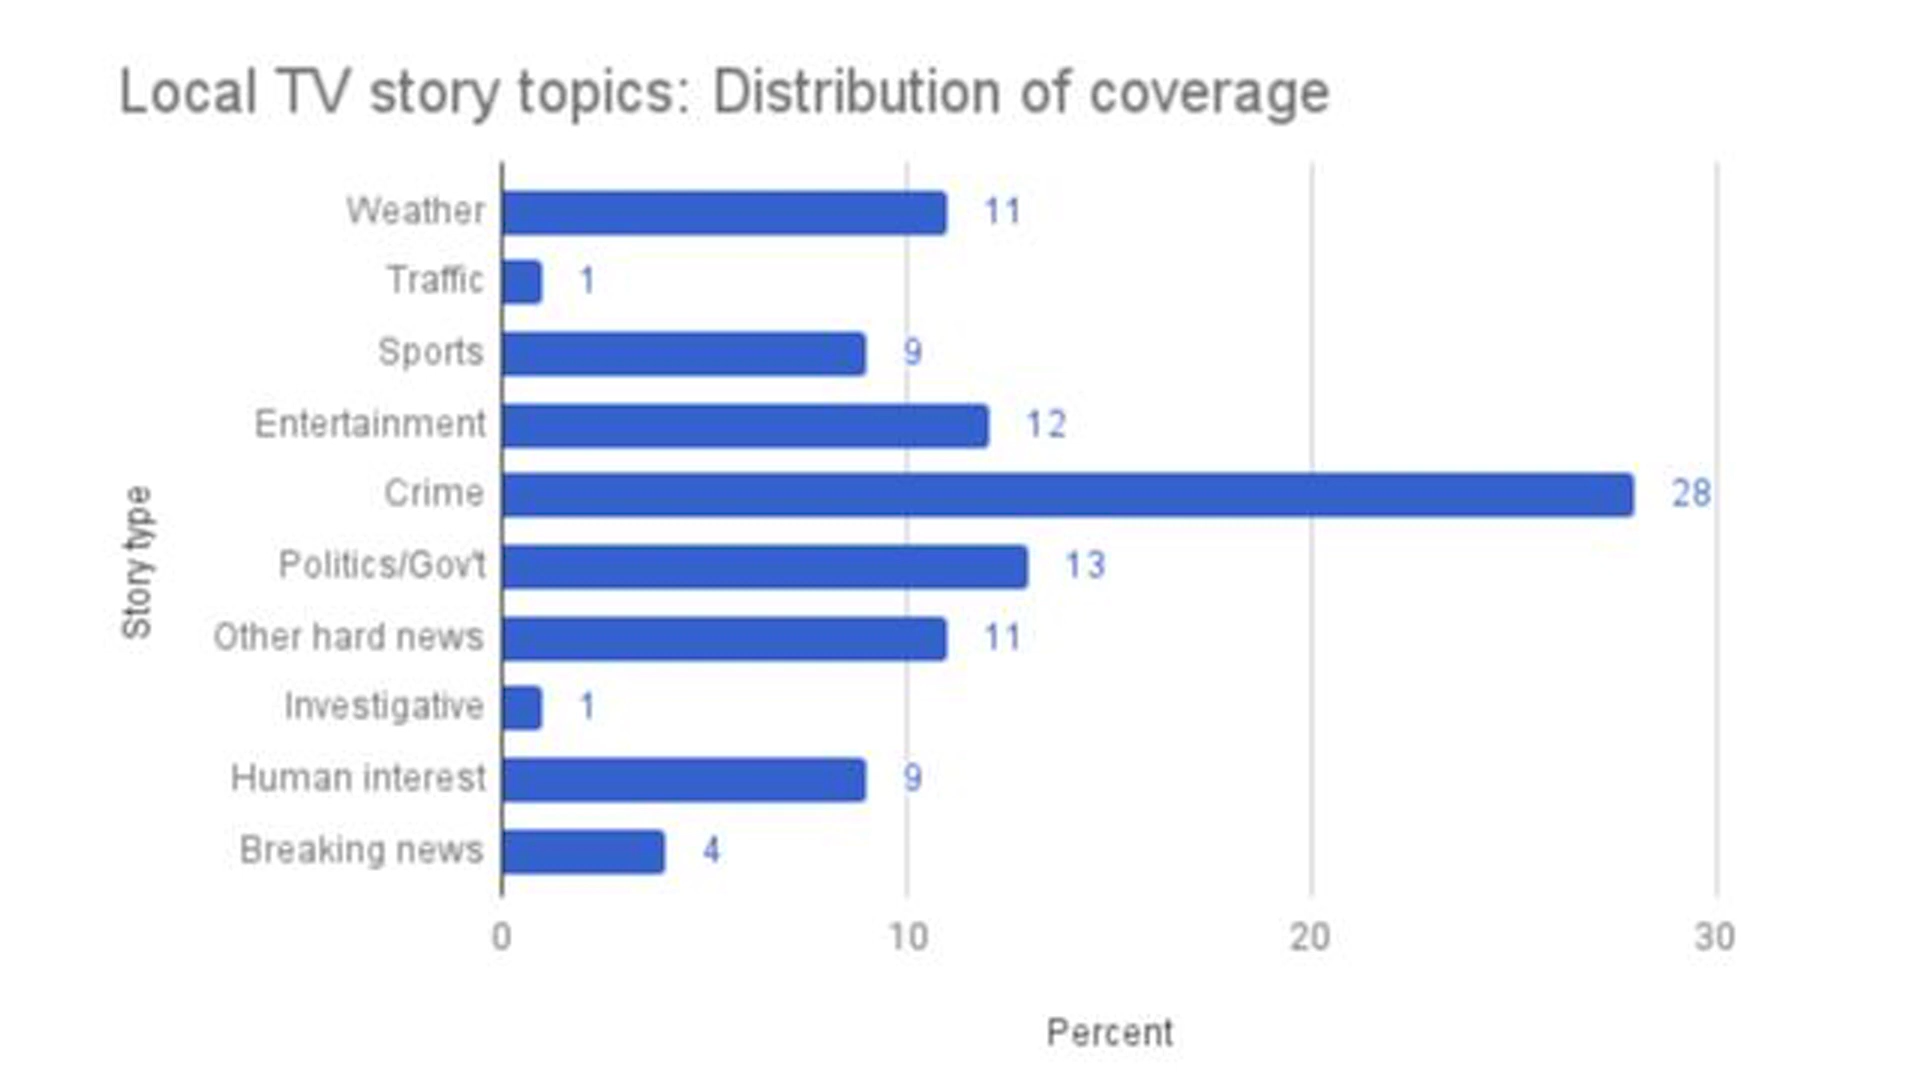 Local TV story topics: Distribution of coverage
Story type
Weather 11
Traffic 1
Sports 9
Entertainment 12
Crime 28
Politics/Gov't 13
Other hard news 11
Investigative 1
Human interest 9
Breaking news 4
0 10 20 30
Percent